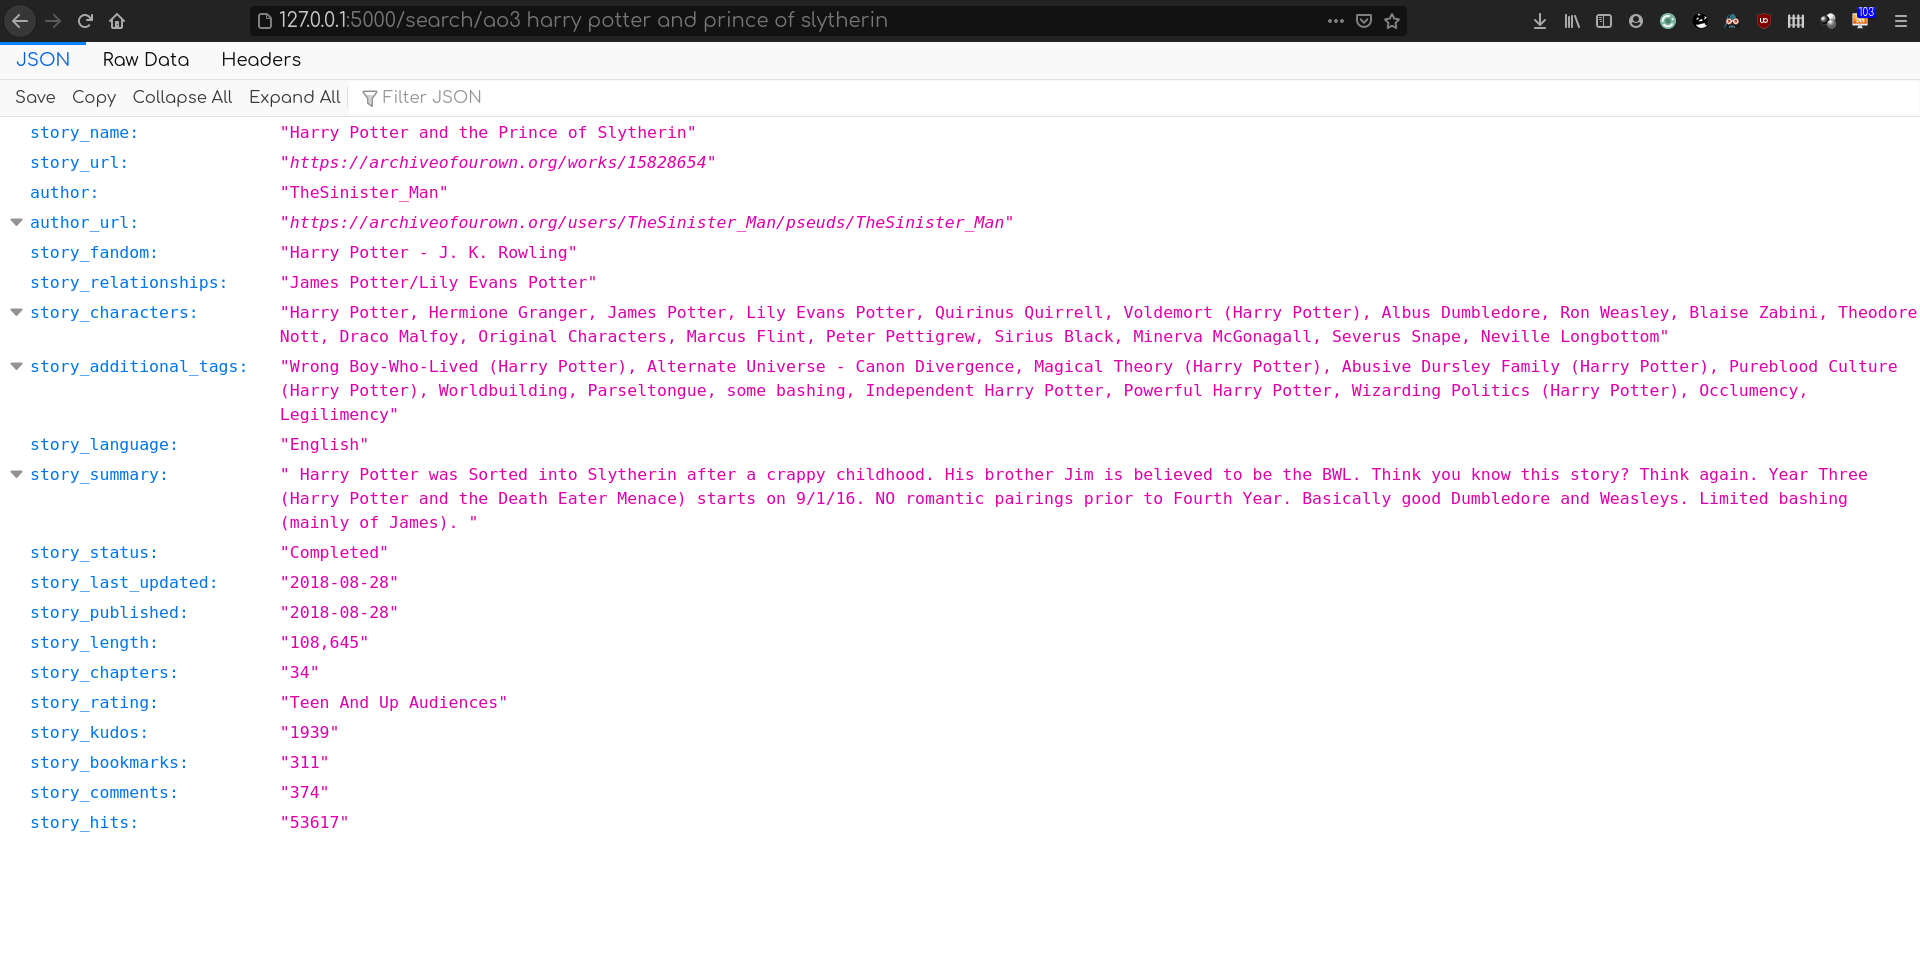 127.0.0.1:5000/search/ao3 harry potter and prince of slytherin
103
JSON Raw Data Headers
Save Copy Collapse All Expand All Filter JSON
story_name: "Harry Potter and the Prince of Slytherin"
story_url: "https://archiveofourown.org/works/15828654"
author: "TheSinister_Man"
author_url: "https://archiveofourown.org/users/TheSinister_Man/pseuds/TheSinister_Man"
story_fandom: "Harry Potter - J. K. Rowling"
story_relationships: "James Potter/Lily Evans Potter"
story_characters: "Harry Potter, Hermione Granger, James Potter, Lily Evans Potter, Quirinus Quirrell, Voldemort (Harry Potter), Albus Dumbledore, Ron Weasley, Blaise Zabini, Theodore
Nott, Draco Malfoy, Original Characters, Marcus Flint, Peter Pettigrew, Sirius Black, Minerva McGonagall, Severus Snape, Neville Longbottom"
story_additional_tags: "Wrong Boy-Who-Lived (Harry Potter), Alternate Universe - Canon Divergence, Magical Theory (Harry Potter), Abusive Dursley Family (Harry Potter), Pureblood Culture
(Harry Potter), Worldbuilding, Parseltongue, some bashing, Independent Harry Potter, Powerful Harry Potter, Wizarding Politics (Harry Potter), Occlumency,
Legilimency"
story_language: "English"
story_summary: " Harry Potter was Sorted into Slytherin after a crappy childhood. His brother Jim is believed to be the BWL. Think you know this story? Think again. Year Three
(Harry Potter and the Death Eater Menace) starts on 9/1/16. NO romantic pairings prior to Fourth Year. Basically good Dumbledore and Weasleys. Limited bashing
(mainly of James). "
story_status: "Completed"
story_last_updated: "2018-08-28"
story_published: "2018-08-28"
story_length: "108,645"
story_chapters: "34"
story_rating: "Teen And Up Audiences"
story_kudos: "1939"
story_bookmarks: "311"
story_comments: "374"
story_hits: "53617"